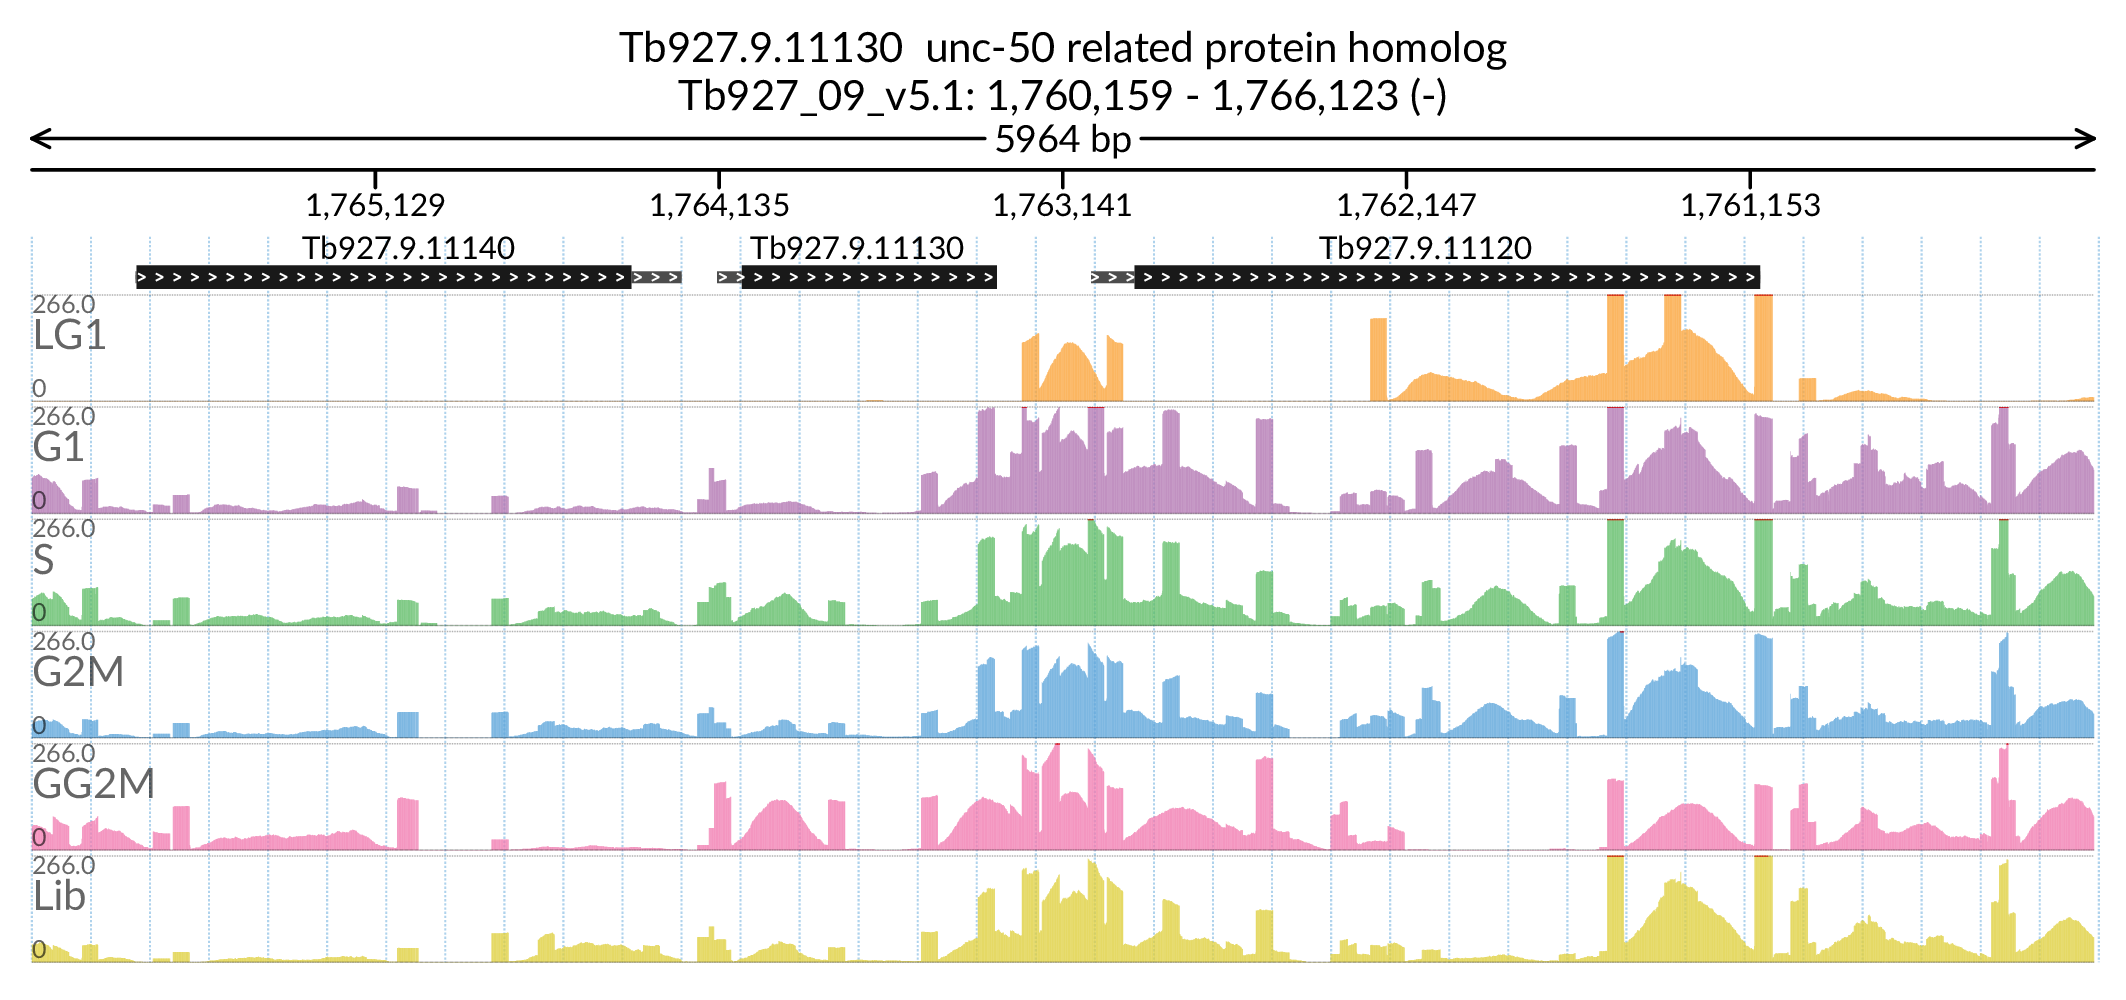 Tb927.9.11130  unc-50 related protein homolog
Tb927_09_v5.1: 1,760,159 - 1,766,123 (-)
5964 bp
1,765,129 1,764,135 1,763,141 1,762,147 1,761,153
Tb927.9.11140 Tb927.9.11130 Tb927.9.11120
266.0
LG1
0
266.0
G1
0
266.0
S
0
266.0
G2M
0
266.0
GG2M
0
266.0
Lib
0